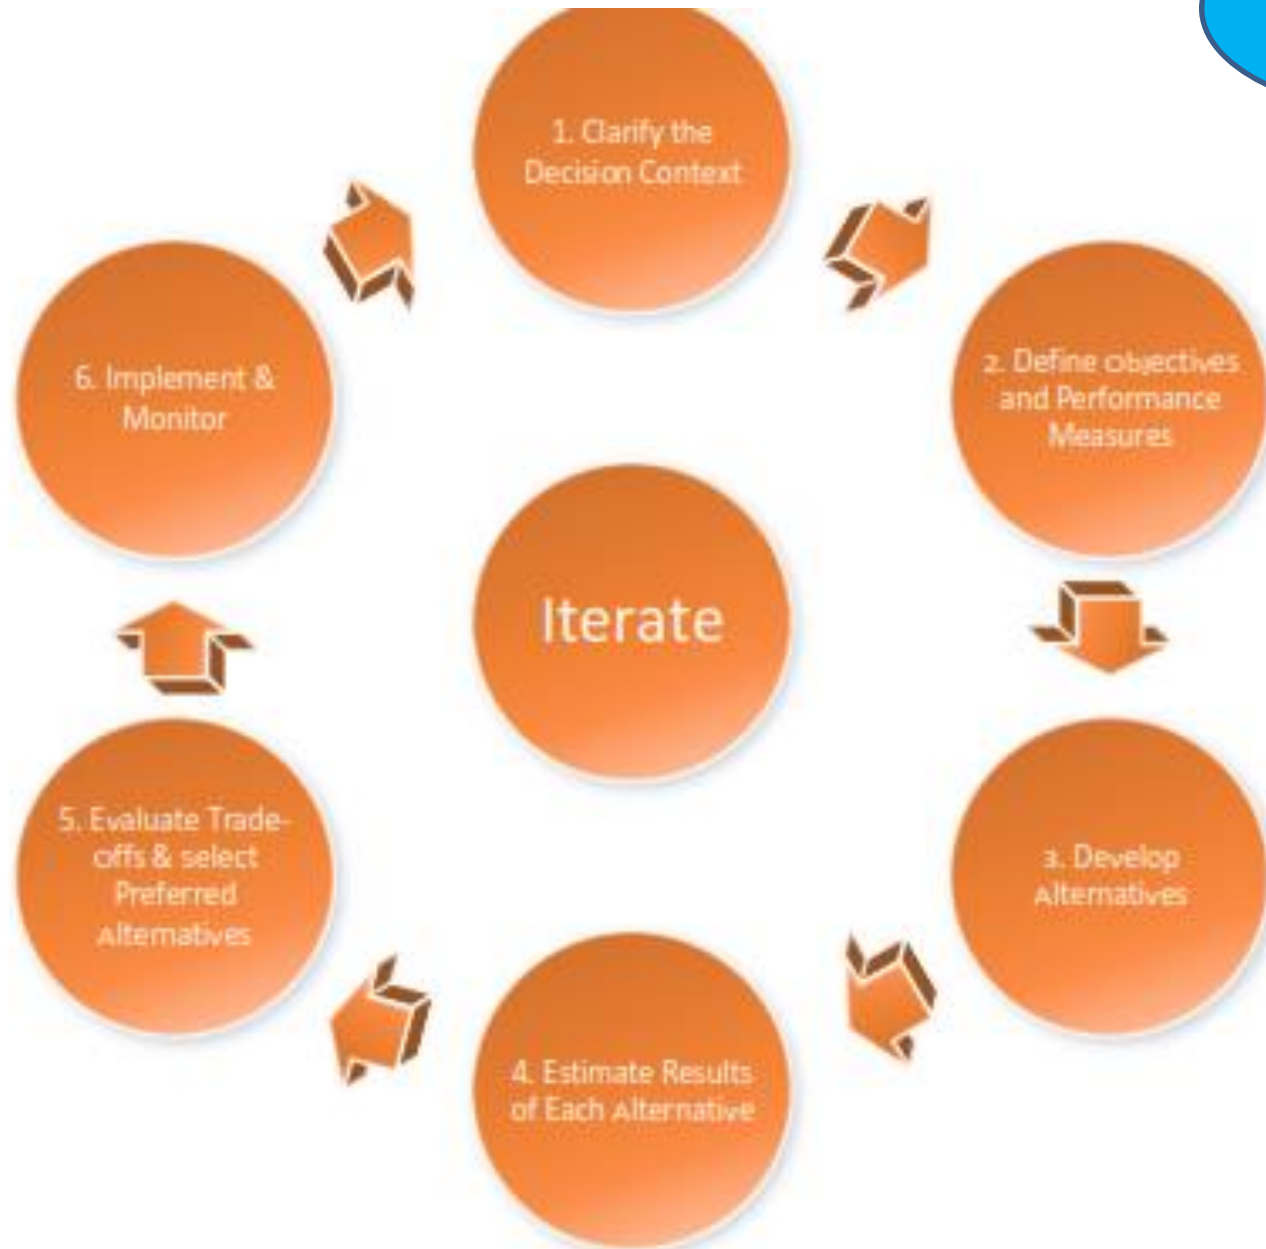 1. Clarify the
Decision Context
2. Define Objectives
and Performance
Measures
3. Develop
Alternatives
4. Estimate Results
of Each Alternative
5. Evaluate Trade-
offs & select
Preferred
Alternatives
6. Implement &
Monitor
Iterate